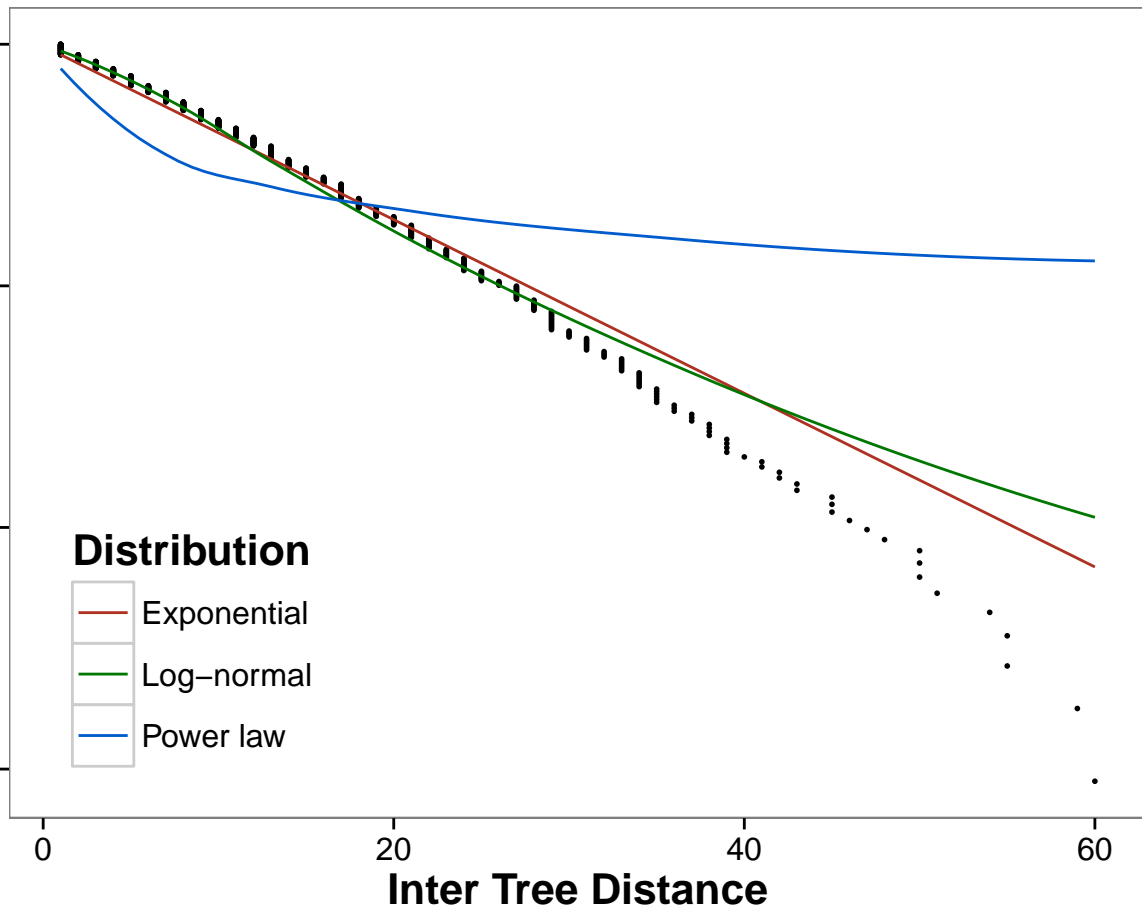 Distribution
Exponential
Log−normal
Power law
0 20 40 60
Inter Tree Distance